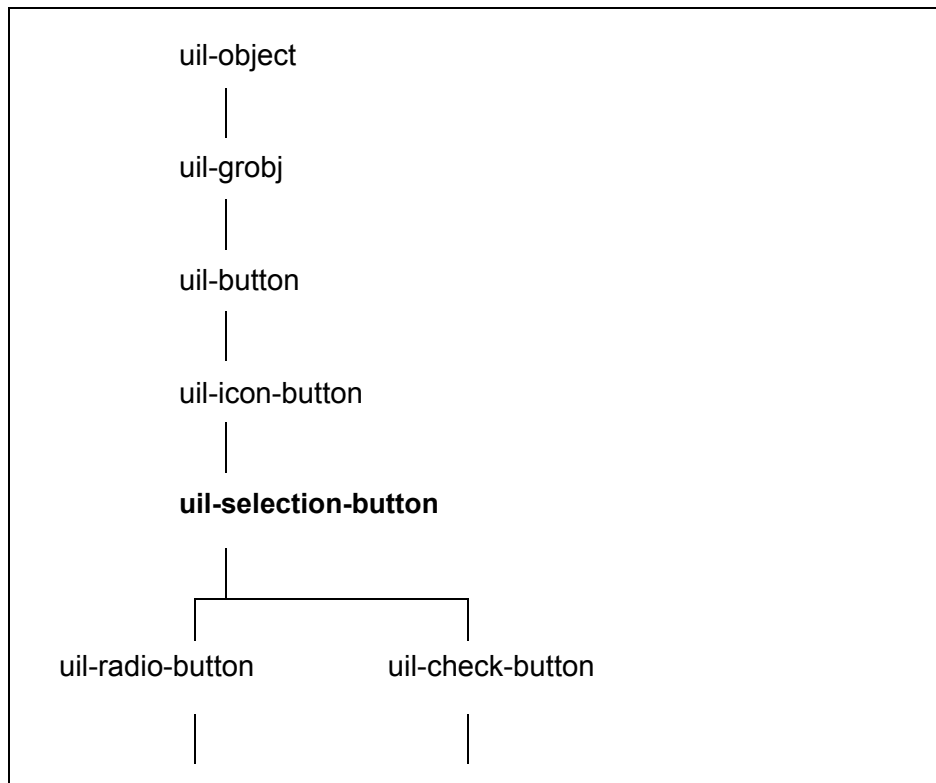 uil-object
uil-grobj
uil-button
uil-icon-button
uil-selection-button
uil-radio-button uil-check-button